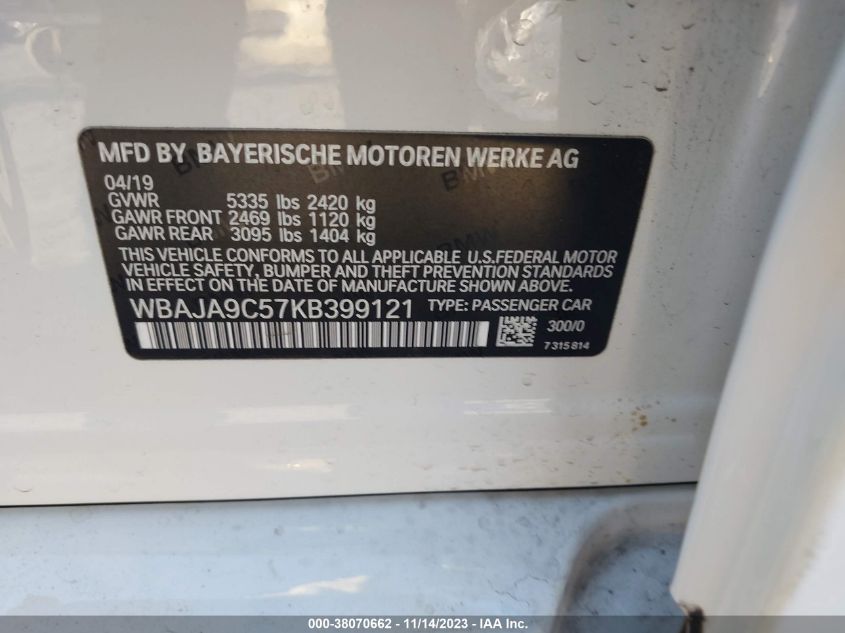 MFD BY BAYERISCHE MOTOREN WERKE AG
04/19
GVWR 5335 lbs 2420 kg
GAWR FRONT 2469 lbs 1120 kg
GAWR REAR 3095 lbs 1404 kg
THIS VEHICLE CONFORMS TO ALL APPLICABLE U.S.FEDERAL MOTOR
VEHICLE SAFETY, BUMPER AND THEFT PREVENTION STANDARDS
IN EFFECT ON THE DATE OF MANUFACTURE SHOWN ABOVE.
WBAJA9C57KB399121 TYPE: PASSENGER CAR
300/0
7 315 814
000-38070662 - 11/14/2023 - IAA Inc.